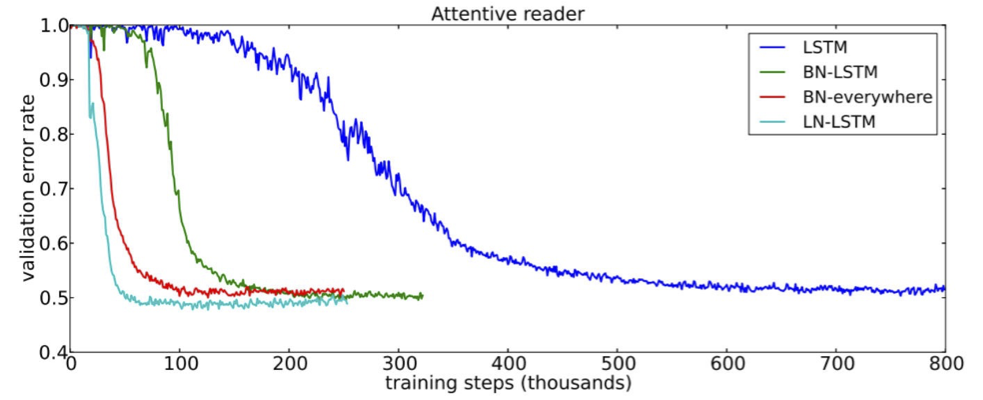 Attentive reader
1.0
0.9
0.8
0.7
0.6
0.5
0.4
validation error rate
LSTM
BN-LSTM
BN-everywhere
LN-LSTM
0 100 200 300 400 500 600 700 800
training steps (thousands)